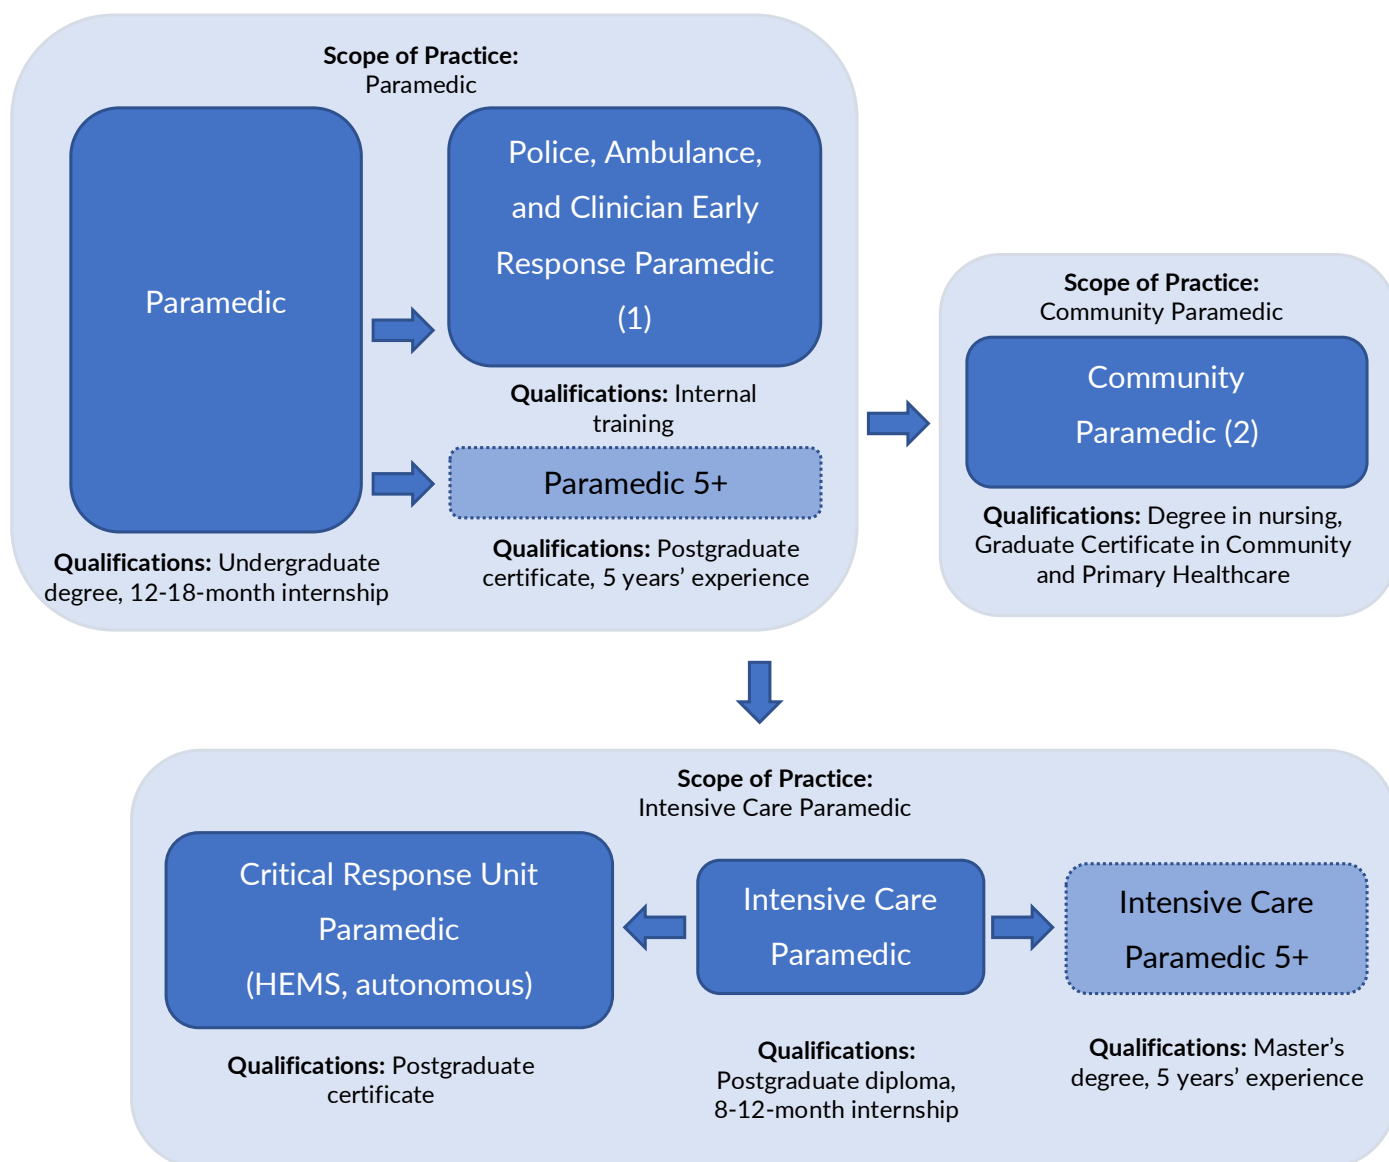 Scope of Practice:
Paramedic
Paramedic
Police, Ambulance,
and Clinician Early
Response Paramedic
(1)
Qualifications: Internal
training
Paramedic 5+
Qualifications: Undergraduate
degree, 12-18-month internship
Qualifications: Postgraduate
certificate, 5 years’ experience
Scope of Practice:
Community Paramedic
Community
Paramedic (2)
Qualifications: Degree in nursing,
Graduate Certificate in Community
and Primary Healthcare
Scope of Practice:
Intensive Care Paramedic
Critical Response Unit
Paramedic
(HEMS, autonomous)
Qualifications: Postgraduate
certificate
Intensive Care
Paramedic
Qualifications:
Postgraduate diploma,
8-12-month internship
Intensive Care
Paramedic 5+
Qualifications: Master’s
degree, 5 years’ experience